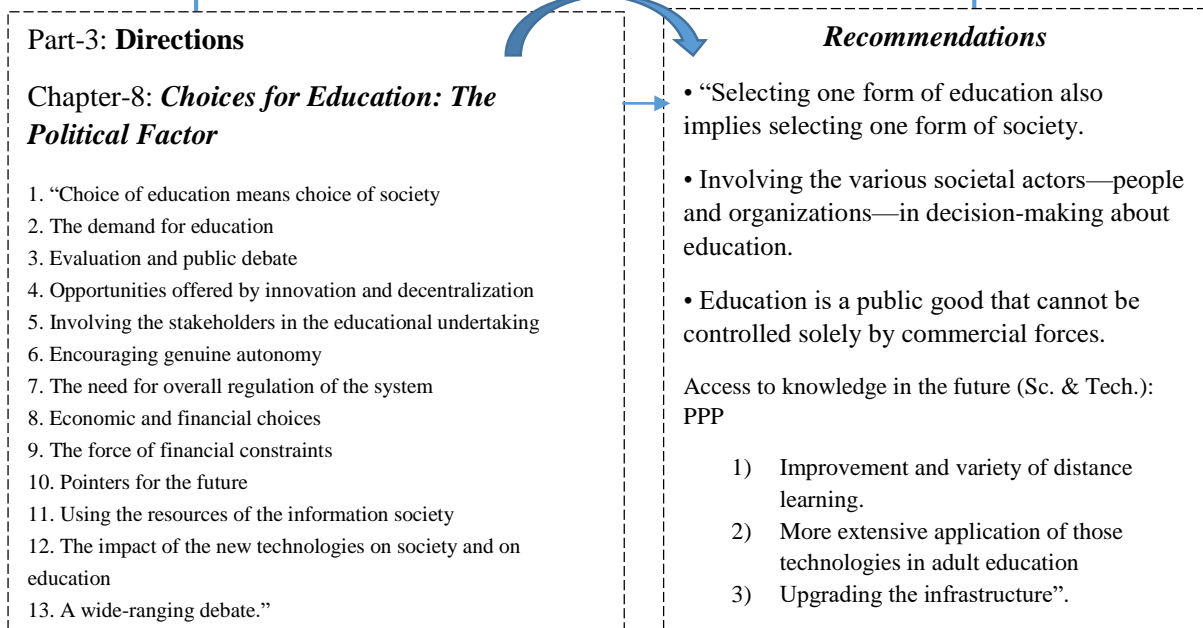 Part-3: Directions
Chapter-8: Choices for Education: The
Political Factor
1. “Choice of education means choice of society
2. The demand for education
3. Evaluation and public debate
4. Opportunities offered by innovation and decentralization
5. Involving the stakeholders in the educational undertaking
6. Encouraging genuine autonomy
7. The need for overall regulation of the system
8. Economic and financial choices
9. The force of financial constraints
10. Pointers for the future
11. Using the resources of the information society
12. The impact of the new technologies on society and on
education
13. A wide-ranging debate.”
Recommendations
• “Selecting one form of education also
implies selecting one form of society.
• Involving the various societal actors—people
and organizations—in decision-making about
education.
• Education is a public good that cannot be
controlled solely by commercial forces.
Access to knowledge in the future (Sc. & Tech.):
PPP
1) Improvement and variety of distance
learning.
2) More extensive application of those
technologies in adult education
3) Upgrading the infrastructure”.